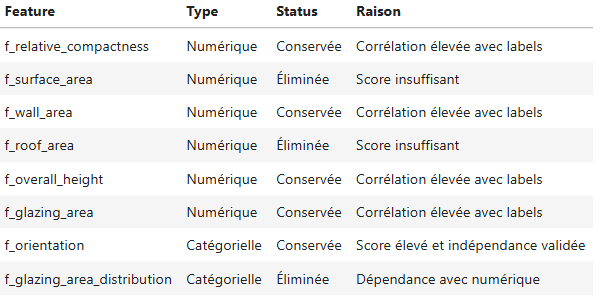 Feature Type Status Raison
f_relative_compactness Numérique Conservée Corrélation élevée avec labels
f_surface_area Numérique Éliminée Score insuffisant
f_wall_area Numérique Conservée Corrélation élevée avec labels
f_roof_area Numérique Éliminée Score insuffisant
f_overall_height Numérique Conservée Corrélation élevée avec labels
f_glazing_area Numérique Conservée Corrélation élevée avec labels
f_orientation Catégorielle Conservée Score élevé et indépendance validée
f_glazing_area_distribution Catégorielle Éliminée Dépendance avec numérique